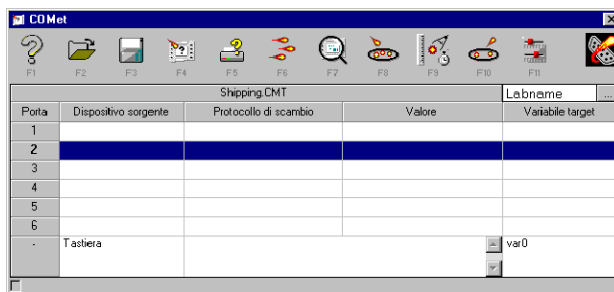 COMet
F1 F2 F3 F4 F5 F6 F7 F8 F9 F10 F11
Shipping.CMT Labname ...
Porta Dispositivo sorgente Protocollo di scambio Valore Variabile target
1
2
3
4
5
6
- Tastiera var0